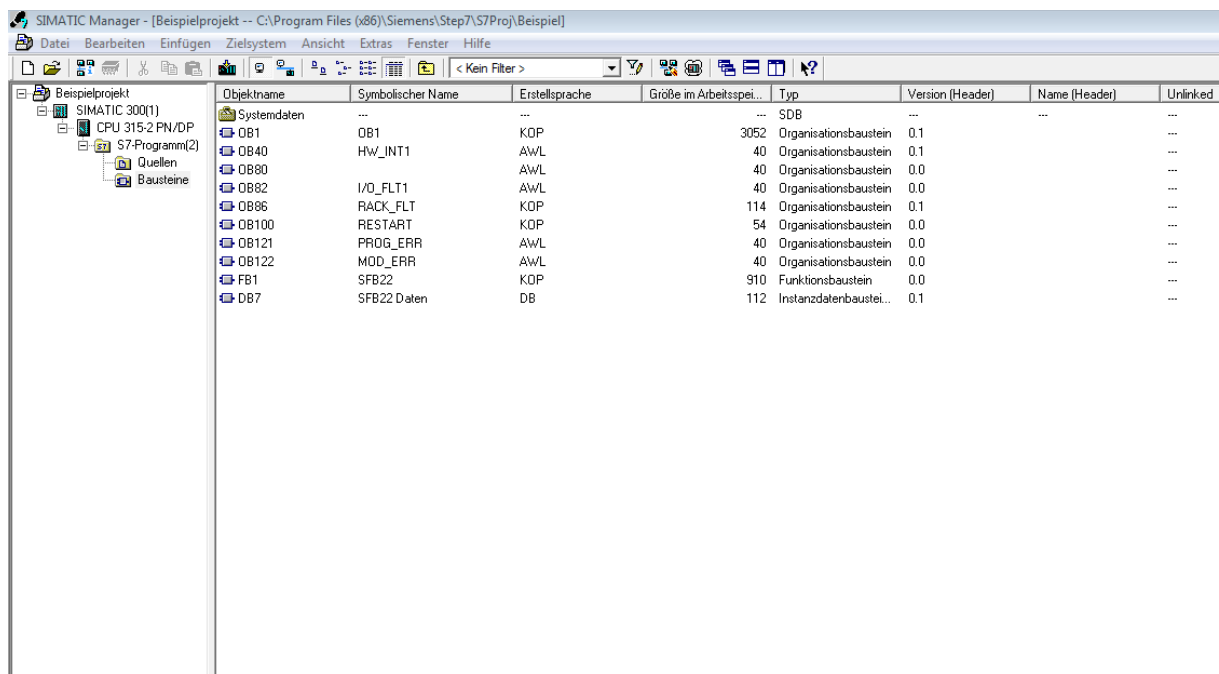 SIMATIC Manager - [Beispielprojekt -- C:\Program Files (x86)\Siemens\Step7\S7Proj\Beispiel]
Datei Bearbeiten Einfügen Zielsystem Ansicht Extras Fenster Hilfe
< Kein Filter >
Beispielprojekt
SIMATIC 300(1)
CPU 315-2 PN/DP
S7-Programm(2)
Quellen
Bausteine
Objektname Symbolischer Name Erstellsprache Größe im Arbeitsspei... Typ Version (Header) Name (Header) Unlinked
Systemdaten --- --- --- SDB --- --- ---
OB1 OB1 KOP 3052 Organisationsbaustein 0.1 ---
OB40 HW_INT1 AWL 40 Organisationsbaustein 0.1 ---
OB80 AWL 40 Organisationsbaustein 0.0 ---
OB82 I/O_FLT1 AWL 40 Organisationsbaustein 0.0 ---
OB86 RACK_FLT KOP 114 Organisationsbaustein 0.1 ---
OB100 RESTART KOP 54 Organisationsbaustein 0.0 ---
OB121 PROG_ERR AWL 40 Organisationsbaustein 0.0 ---
OB122 MOD_ERR AWL 40 Organisationsbaustein 0.0 ---
FB1 SFB22 KOP 910 Funktionsbaustein 0.0 ---
DB7 SFB22 Daten DB 112 Instanzdatenbaustei... 0.1 ---